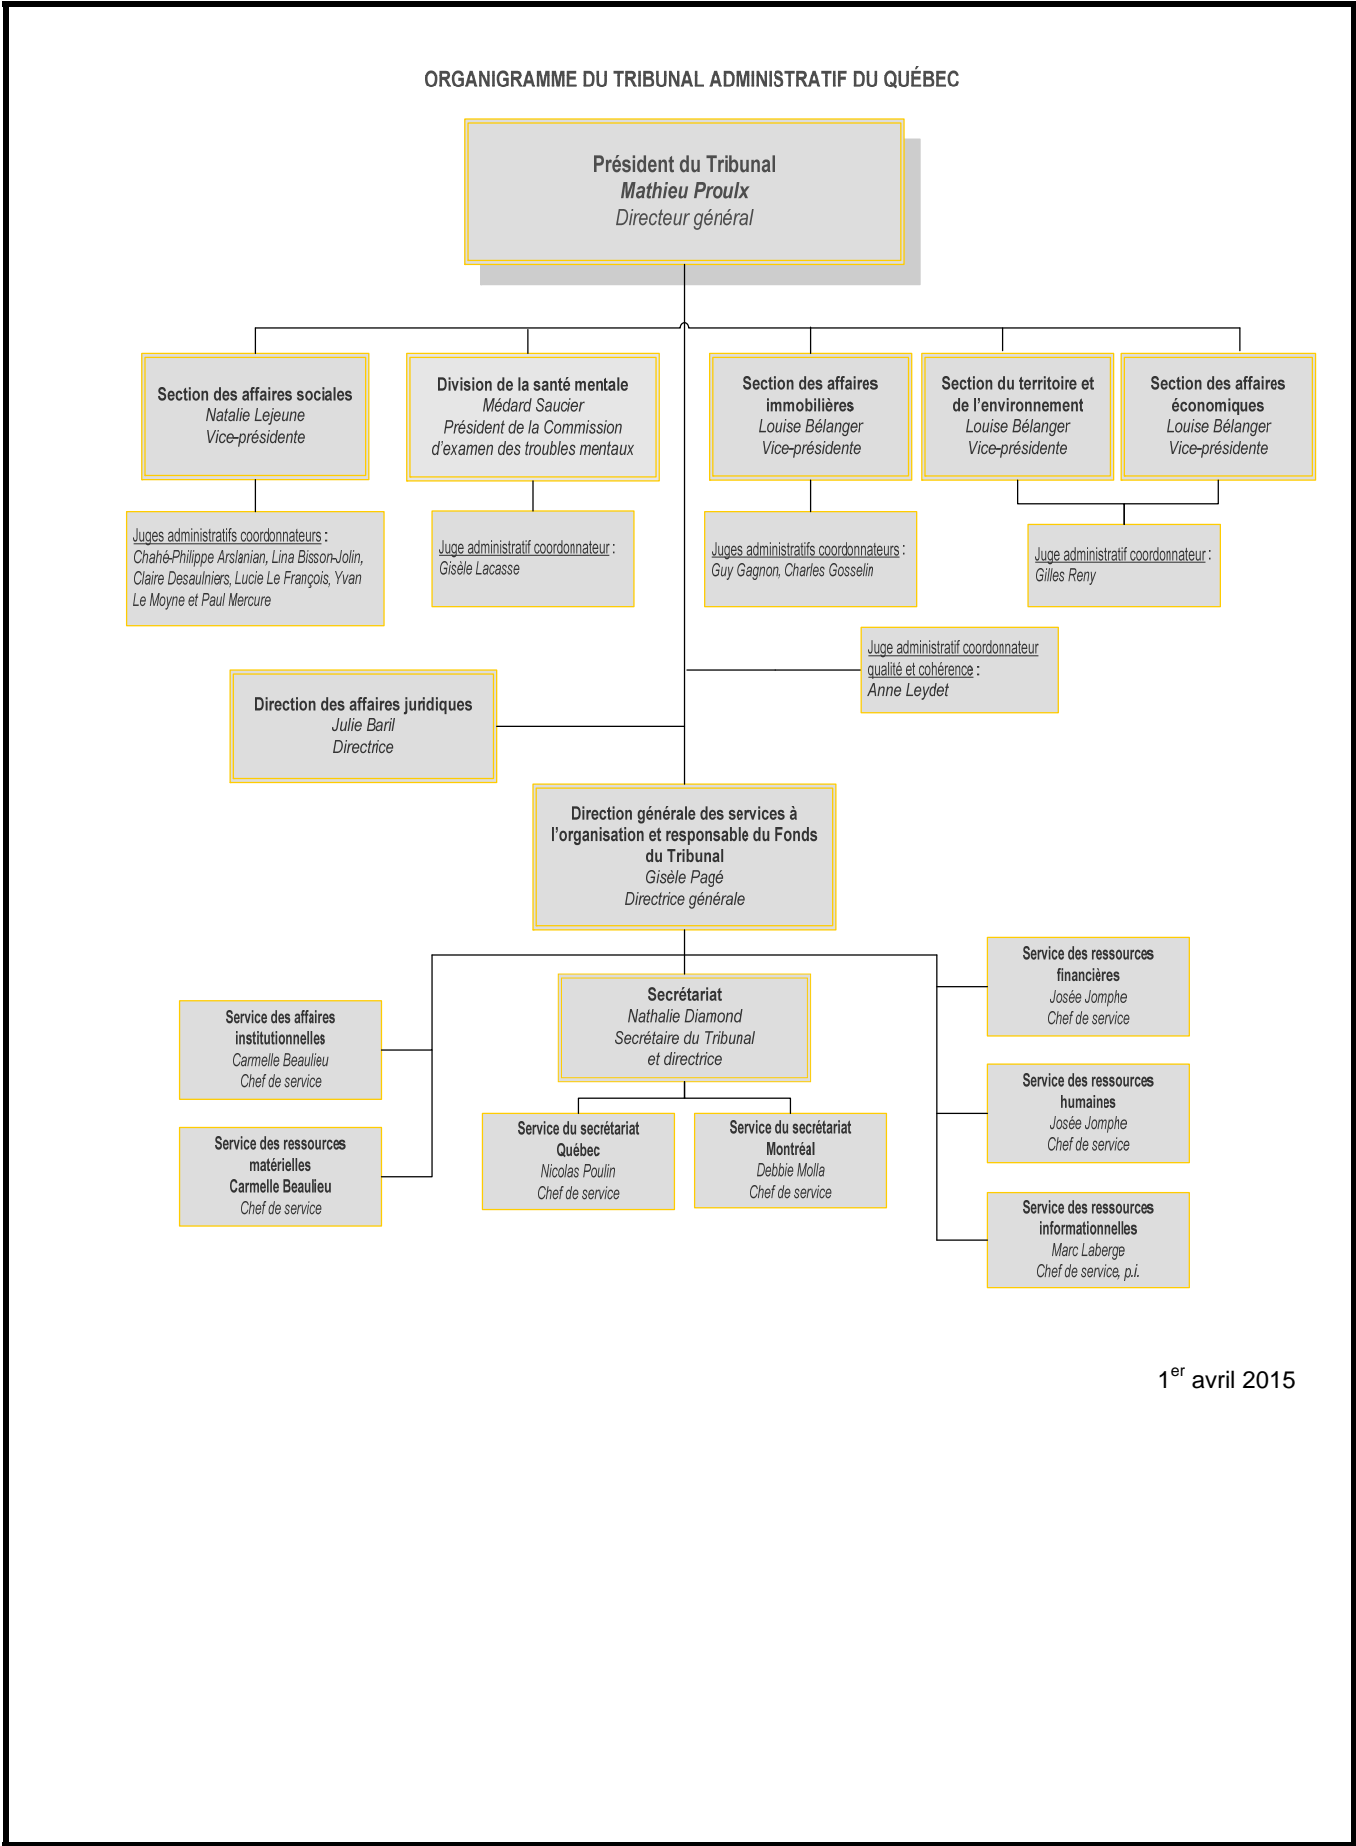 ORGANIGRAMME DU TRIBUNAL ADMINISTRATIF DU QUÉBEC
Président du Tribunal
Mathieu Proulx
Directeur général
Section des affaires sociales
Natalie Lejeune
Vice-présidente
Division de la santé mentale
Médard Saucier
Président de la Commission
d'examen des troubles mentaux
Section des affaires
immobilières
Louise Bélanger
Vice-présidente
Section du territoire et
de l'environnement
Louise Bélanger
Vice-présidente
Section des affaires
économiques
Louise Bélanger
Vice-présidente
Juges administratifs coordonnateurs :
Chahé-Philippe Arslanian, Lina Bisson-Jolin,
Claire Desaulniers, Lucie Le François, Yvan
Le Moyne et Paul Mercure
Juge administratif coordonnateur :
Gisèle Lacasse
Juges administratifs coordonnateurs :
Guy Gagnon, Charles Gosselin
Juge administratif coordonnateur :
Gilles Reny
Juge administratif coordonnateur
qualité et cohérence :
Anne Leydet
Direction des affaires juridiques
Julie Baril
Directrice
Direction générale des services à
l'organisation et responsable du Fonds
du Tribunal
Gisèle Pagé
Directrice générale
Service des affaires
institutionnelles
Carmelle Beaulieu
Chef de service
Service des ressources
matérielles
Carmelle Beaulieu
Chef de service
Secrétariat
Nathalie Diamond
Secrétaire du Tribunal
et directrice
Service du secrétariat
Québec
Nicolas Poulin
Chef de service
Service du secrétariat
Montréal
Debbie Molla
Chef de service
Service des ressources
financières
Josée Jomphe
Chef de service
Service des ressources
humaines
Josée Jomphe
Chef de service
Service des ressources
informationnelles
Marc Laberge
Chef de service, p.i.
1er avril 2015